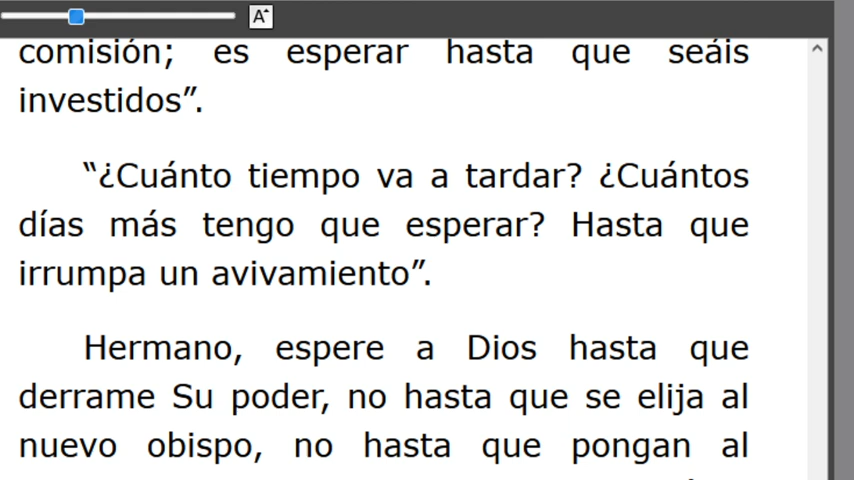 A
comisión; es esperar hasta que seáis
investidos”.
“¿Cuánto tiempo va a tardar? ¿Cuántos
días más tengo que esperar? Hasta que
irrumpa un avivamiento”.
Hermano, espere a Dios hasta que
derrame Su poder, no hasta que se elija al
nuevo obispo, no hasta que pongan al